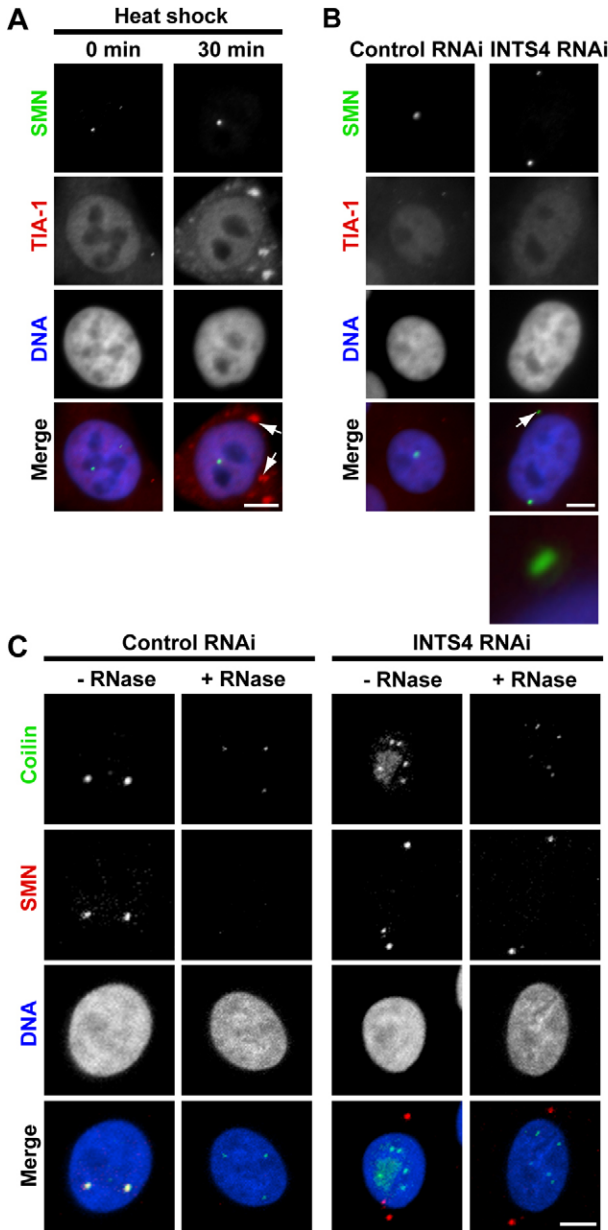 A
Heat shock
0 min 30 min
SMN
TIA-1
DNA
Merge
B
Control RNAi INTS4 RNAi
SMN
TIA-1
DNA
Merge
C
Control RNAi INTS4 RNAi
- RNase + RNase - RNase + RNase
Coilin
SMN
DNA
Merge